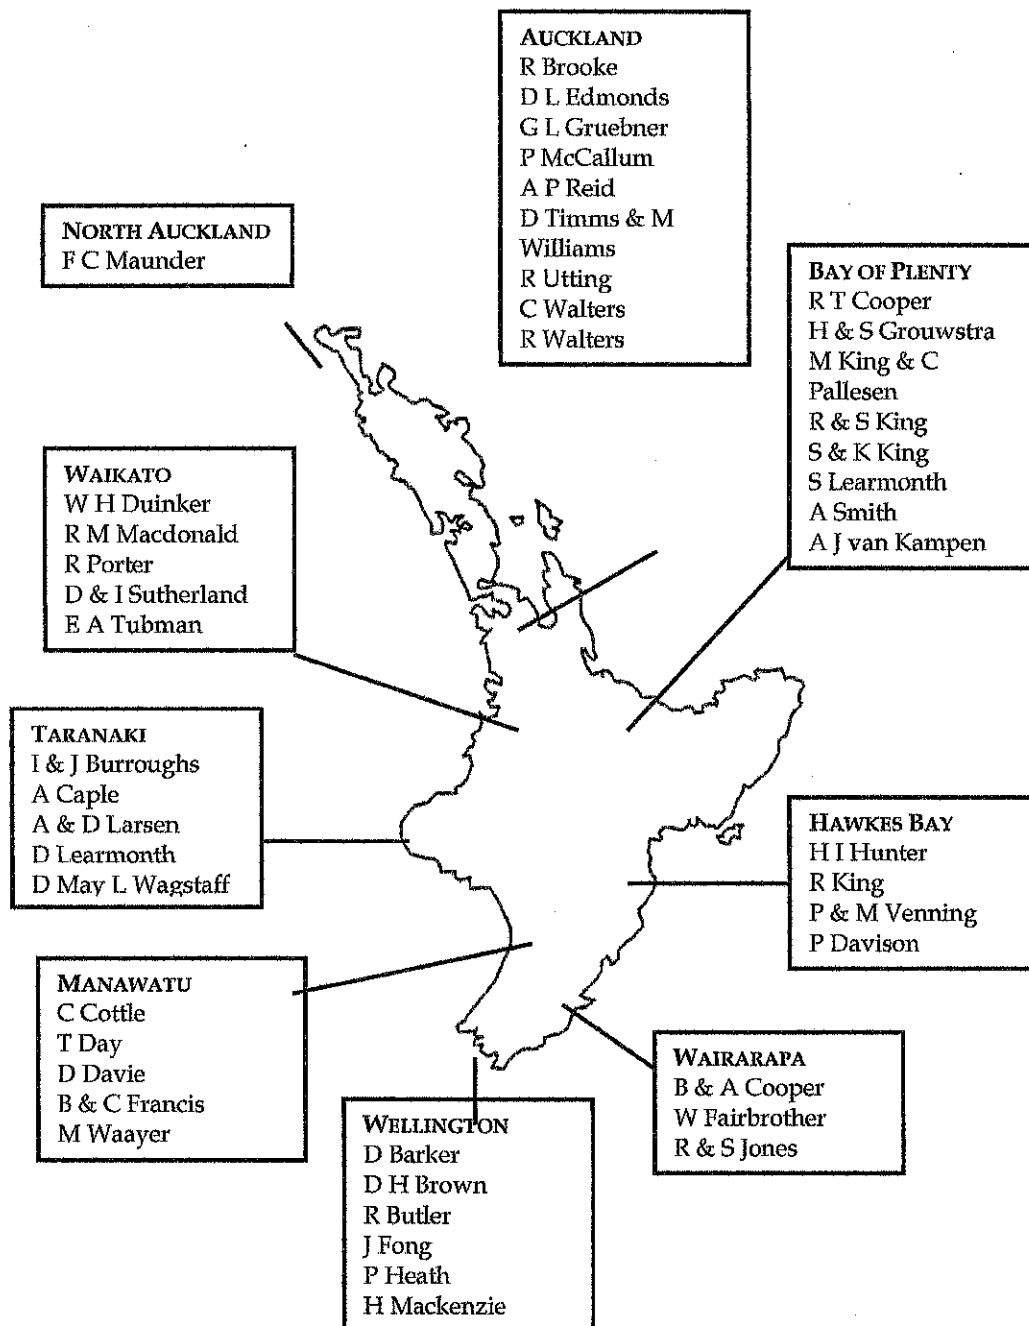 AUCKLAND
R Brooke
D L Edmonds
G L Gruebner
P McCallum
A P Reid
D Timms & M
Williams
R Utting
C Walters
R Walters
NORTH AUCKLAND
F C Maunder
BAY OF PLENTY
R T Cooper
H & S Grouwstra
M King & C
Pallesen
R & S King
S & K King
S Learmonth
A Smith
A J van Kampen
WAIKATO
W H Duinker
R M Macdonald
R Porter
D & I Sutherland
E A Tubman
TARANAKI
I & J Burroughs
A Caple
A & D Larsen
D Learmonth
D May L Wagstaff
HAWKES BAY
H I Hunter
R King
P & M Venning
P Davison
MANAWATU
C Cottle
T Day
D Davie
B & C Francis
M Waayer
WAIRARAPA
B & A Cooper
W Fairbrother
R & S Jones
WELLINGTON
D Barker
D H Brown
R Butler
J Fong
P Heath
H Mackenzie